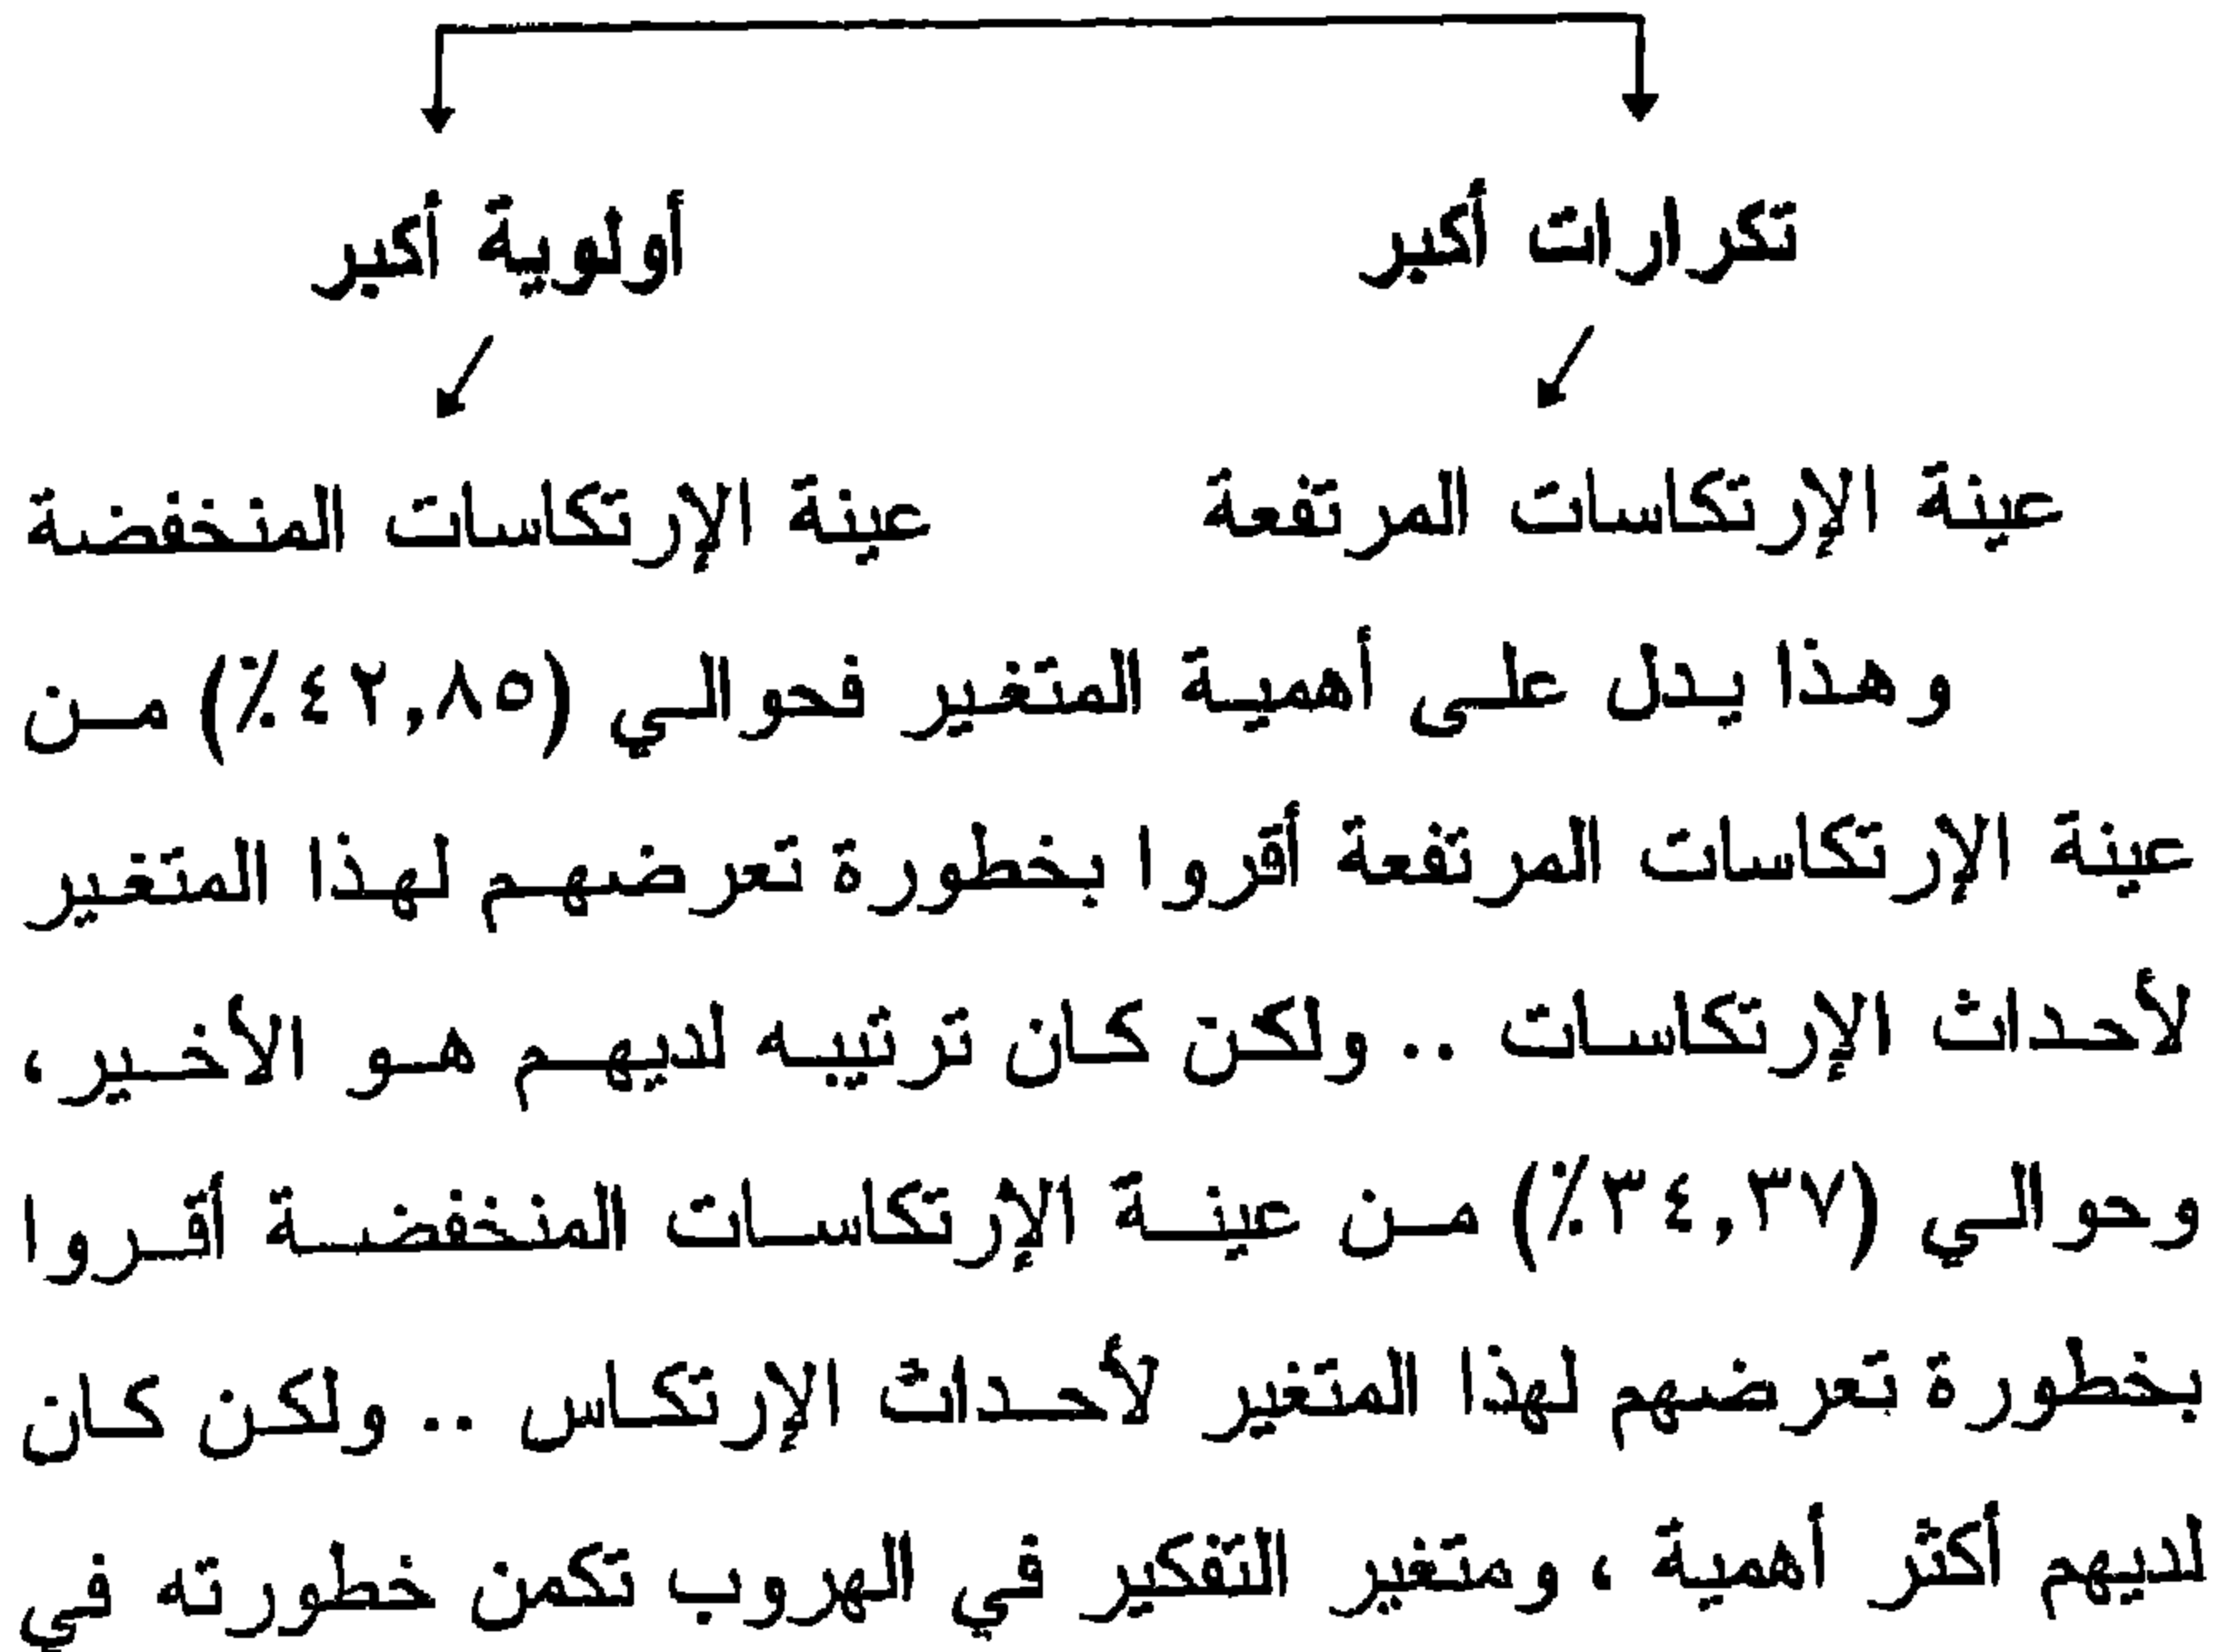 تكرارات أكبر أولوية أكبر
عينة الإرتكاسات المرتفعة عينة الإرتكاسات المنخفضة
وهذا يدل على أهمية المتغير فحوالي (٤٢,٨٥٪) من
عينة الإرتكاسات المرتفعة أقروا بخطورة تعرضهم لهذا المتغير
لأحداث الإرتكاسات .. ولكن كان ترتيبه لديهم هو الأخير ،
وحوالي (٣٤,٣٧٪) من عينة الإرتكاسات المنخفضة أقروا
بخطورة تعرضهم لهذا المتغير لأحداث الإرتكاس .. ولكن كان
لديهم أكثر أهمية ، ومتغير التفكير في الهروب تكمن خطورته في